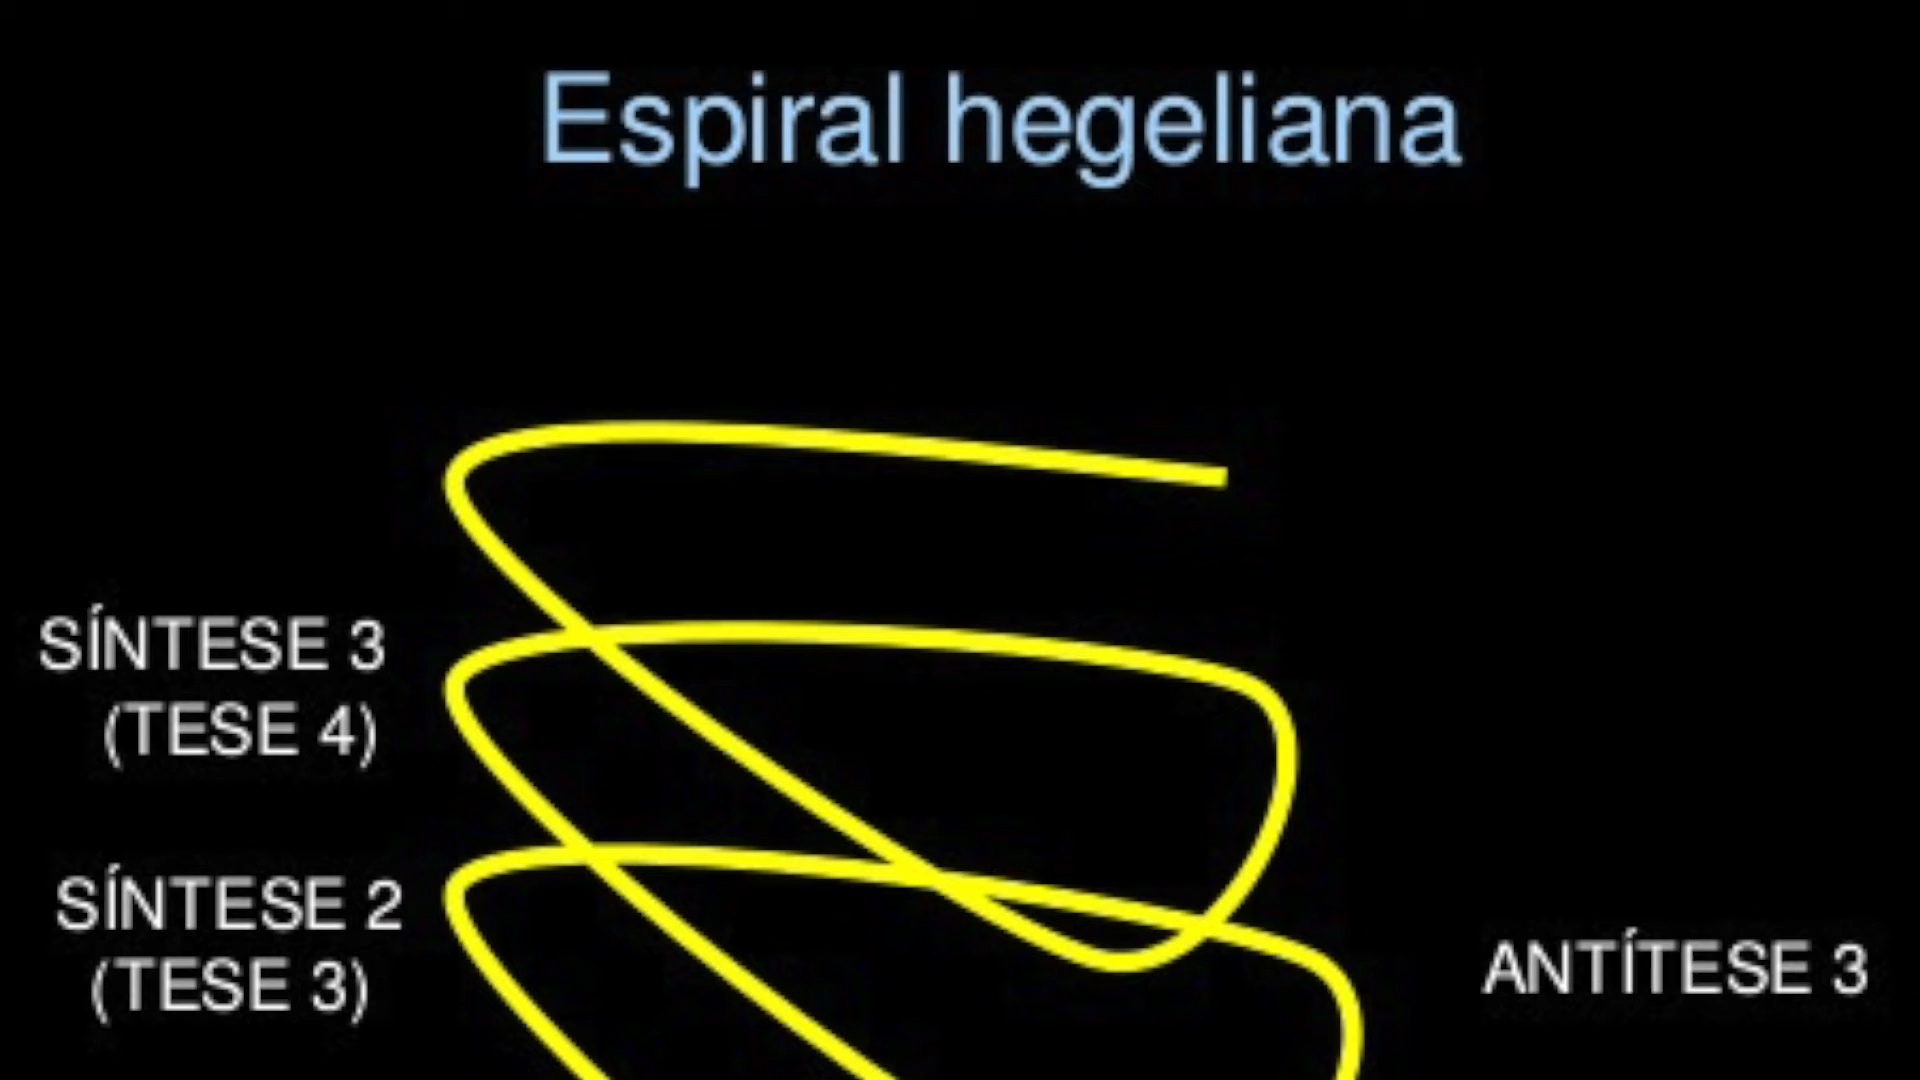 Espiral hegeliana
SÍNTESE 3
(TESE 4)
SÍNTESE 2
(TESE 3)
ANTÍTESE 3